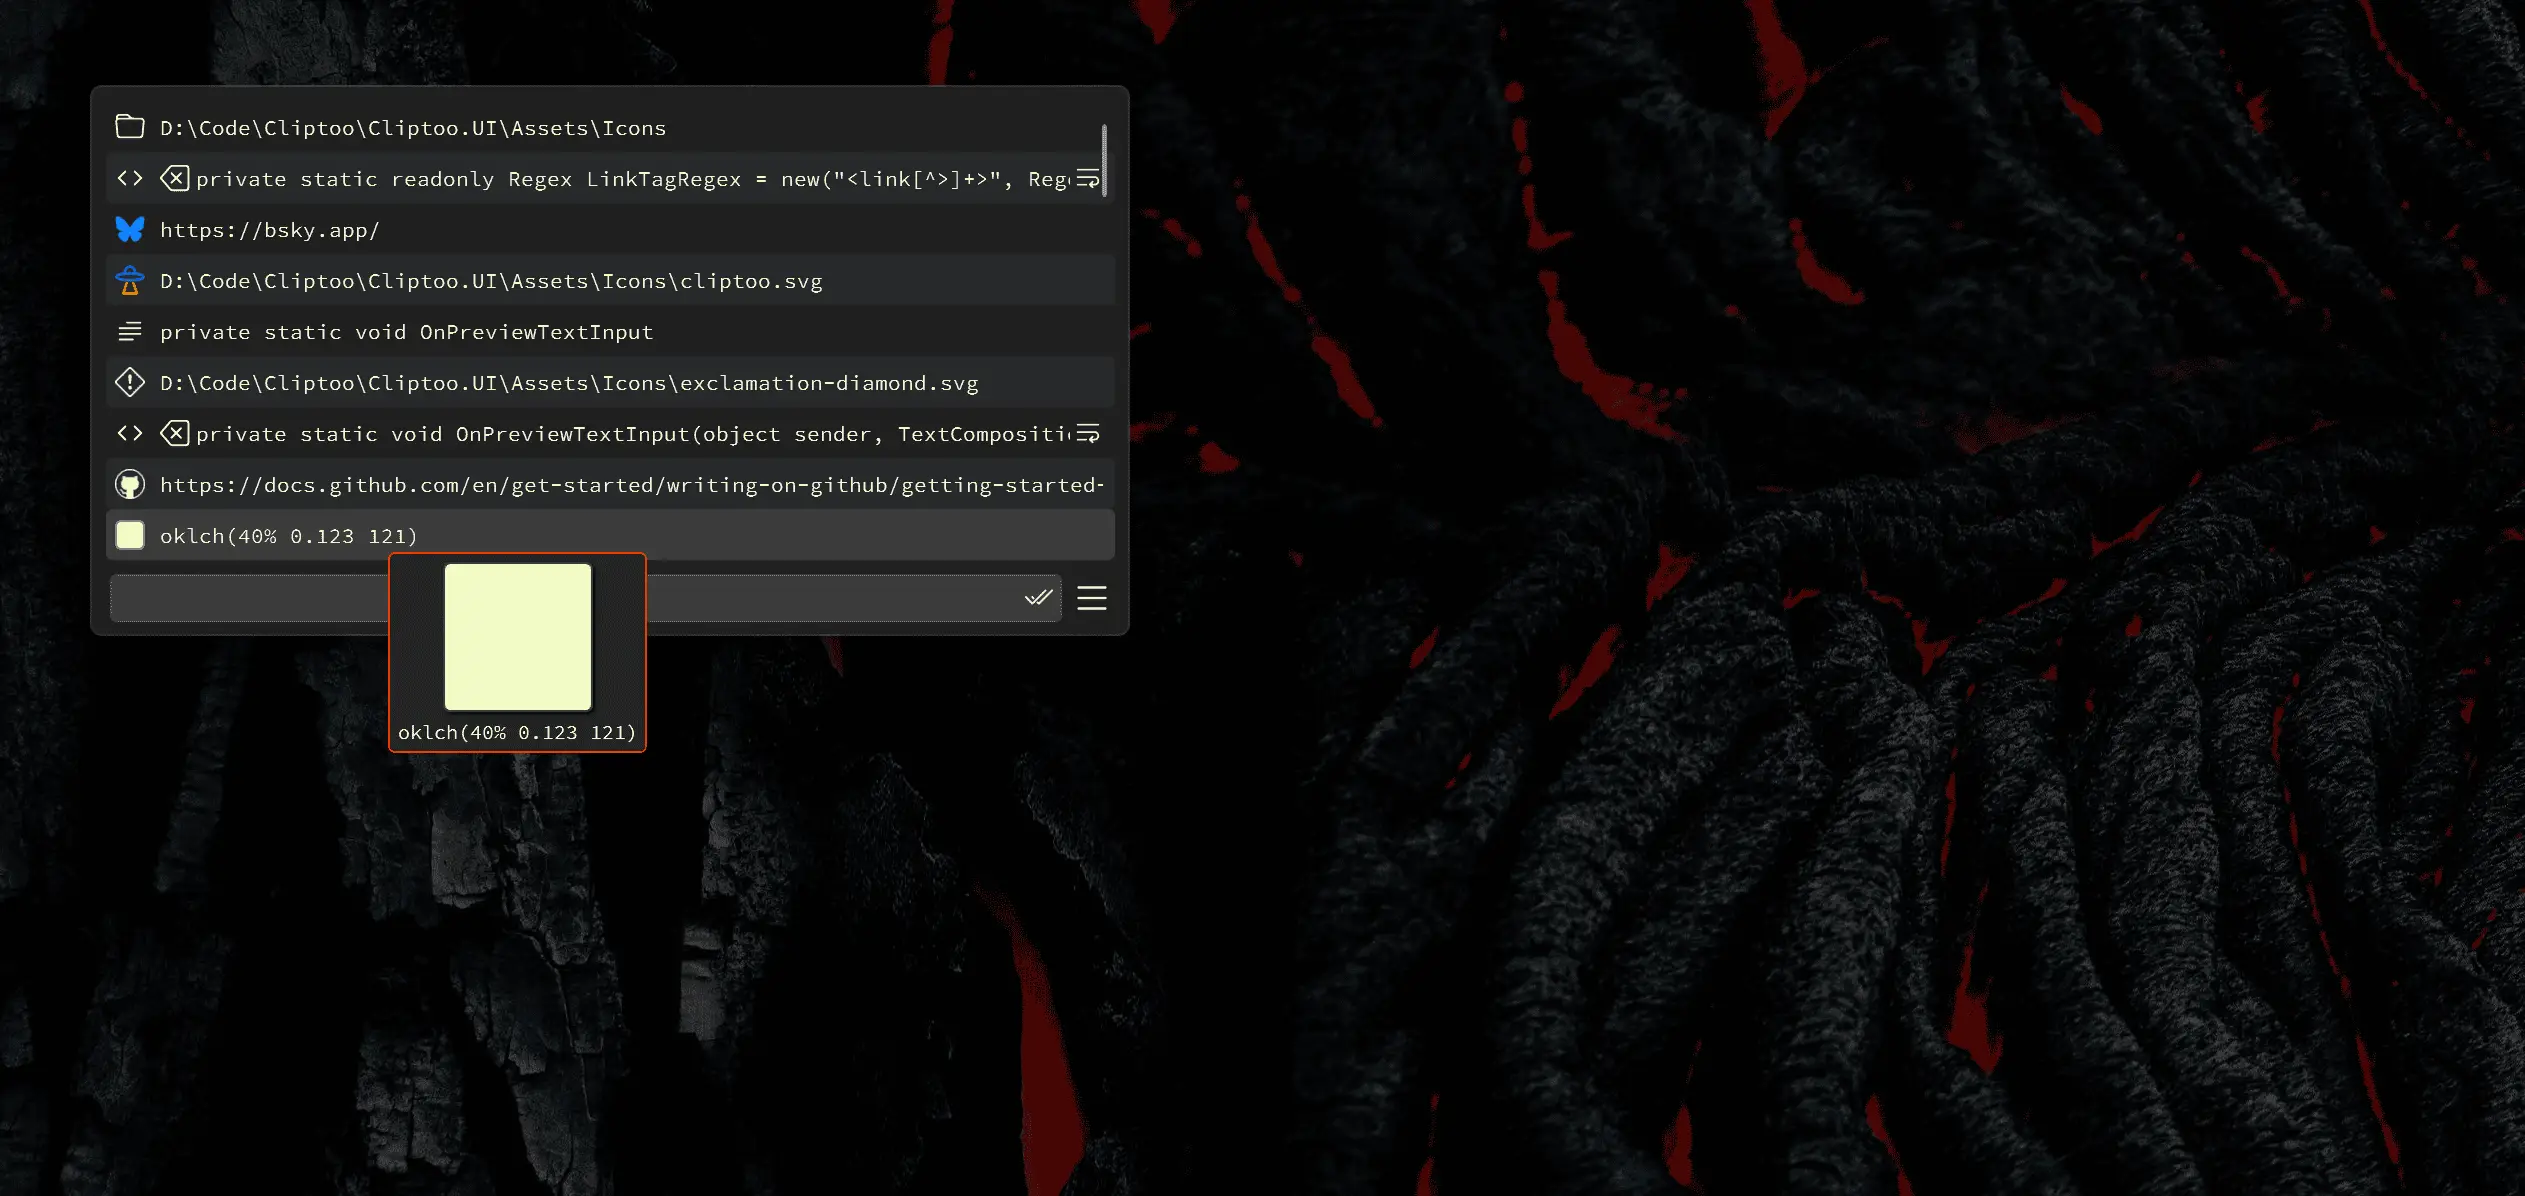 D:\Code\Cliptoo\Cliptoo.UI\Assets\Icons
private static readonly Regex LinkTagRegex = new("<link[^>]+>", Reg
https://bsky.app/
D:\Code\Cliptoo\Cliptoo.UI\Assets\Icons\cliptoo.svg
private static void OnPreviewTextInput
D:\Code\Cliptoo\Cliptoo.UI\Assets\Icons\exclamation-diamond.svg
private static void OnPreviewTextInput(object sender, TextCompositi
https://docs.github.com/en/get-started/writing-on-github/getting-started-
oklch(40% 0.123 121)
oklch(40% 0.123 121)